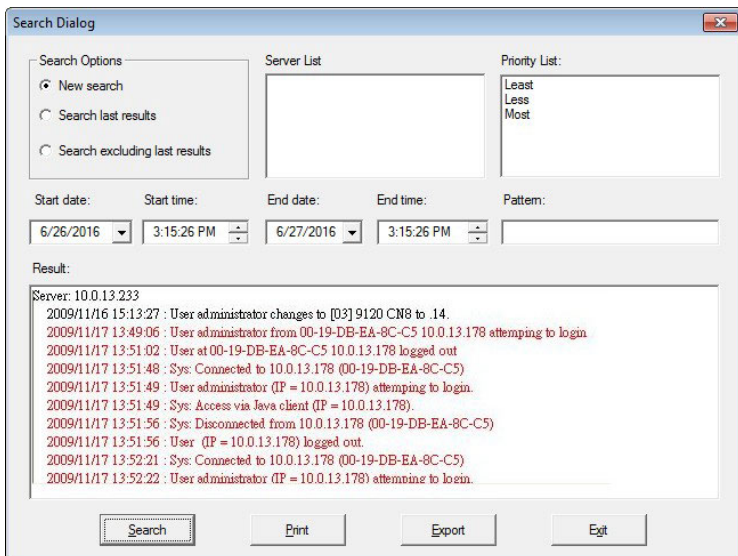 Search Dialog
Search Options
New search
Search last results
Search excluding last results
Server List
Priority List:
Least
Less
Most
Start date:
Start time:
End date:
End time:
Pattern:
6/26/2016
3:15:26 PM
6/27/2016
3:15:26 PM
Result:
Server: 10.0.13.233
2009/11/16 15:13:27 : User administrator changes to [03] 9120 CN8 to .14.
2009/11/17 13:49:06 : User administrator from 00-19-DB-EA-8C-C5 10.0.13.178 attemping to login
2009/11/17 13:51:02 : User at 00-19-DB-EA-8C-C5 10.0.13.178 logged out
2009/11/17 13:51:48 : Sys: Connected to 10.0.13.178 (00-19-DB-EA-8C-C5)
2009/11/17 13:51:49 : User administrator (IP = 10.0.13.178) attemping to login.
2009/11/17 13:51:49 : Sys: Access via Java client (IP = 10.0.13.178).
2009/11/17 13:51:56 : Sys: Disconnected from 10.0.13.178 (00-19-DB-EA-8C-C5)
2009/11/17 13:51:56 : User (IP = 10.0.13.178) logged out.
2009/11/17 13:52:21 : Sys: Connected to 10.0.13.178 (00-19-DB-EA-8C-C5)
2009/11/17 13:52:22 : User administrator (IP = 10.0.13.178) attemping to login.
Search
Print
Export
Exit